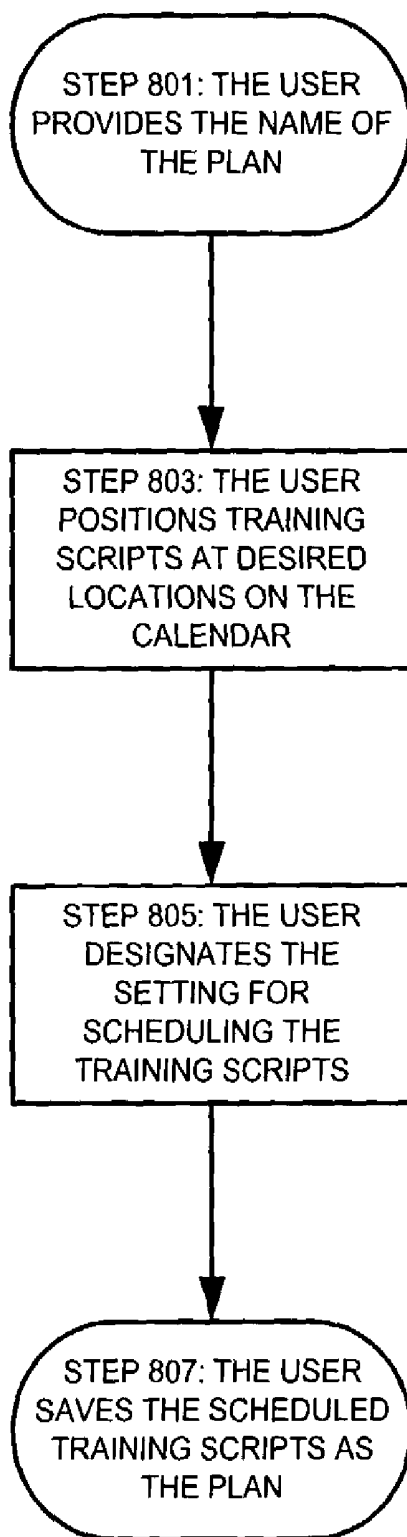 STEP 801: THE USER
PROVIDES THE NAME OF
THE PLAN
STEP 803: THE USER
POSITIONS TRAINING
SCRIPTS AT DESIRED
LOCATIONS ON THE
CALENDAR
STEP 805: THE USER
DESIGNATES THE
SETTING FOR
SCHEDULING THE
TRAINING SCRIPTS
STEP 807: THE USER
SAVES THE SCHEDULED
TRAINING SCRIPTS AS
THE PLAN